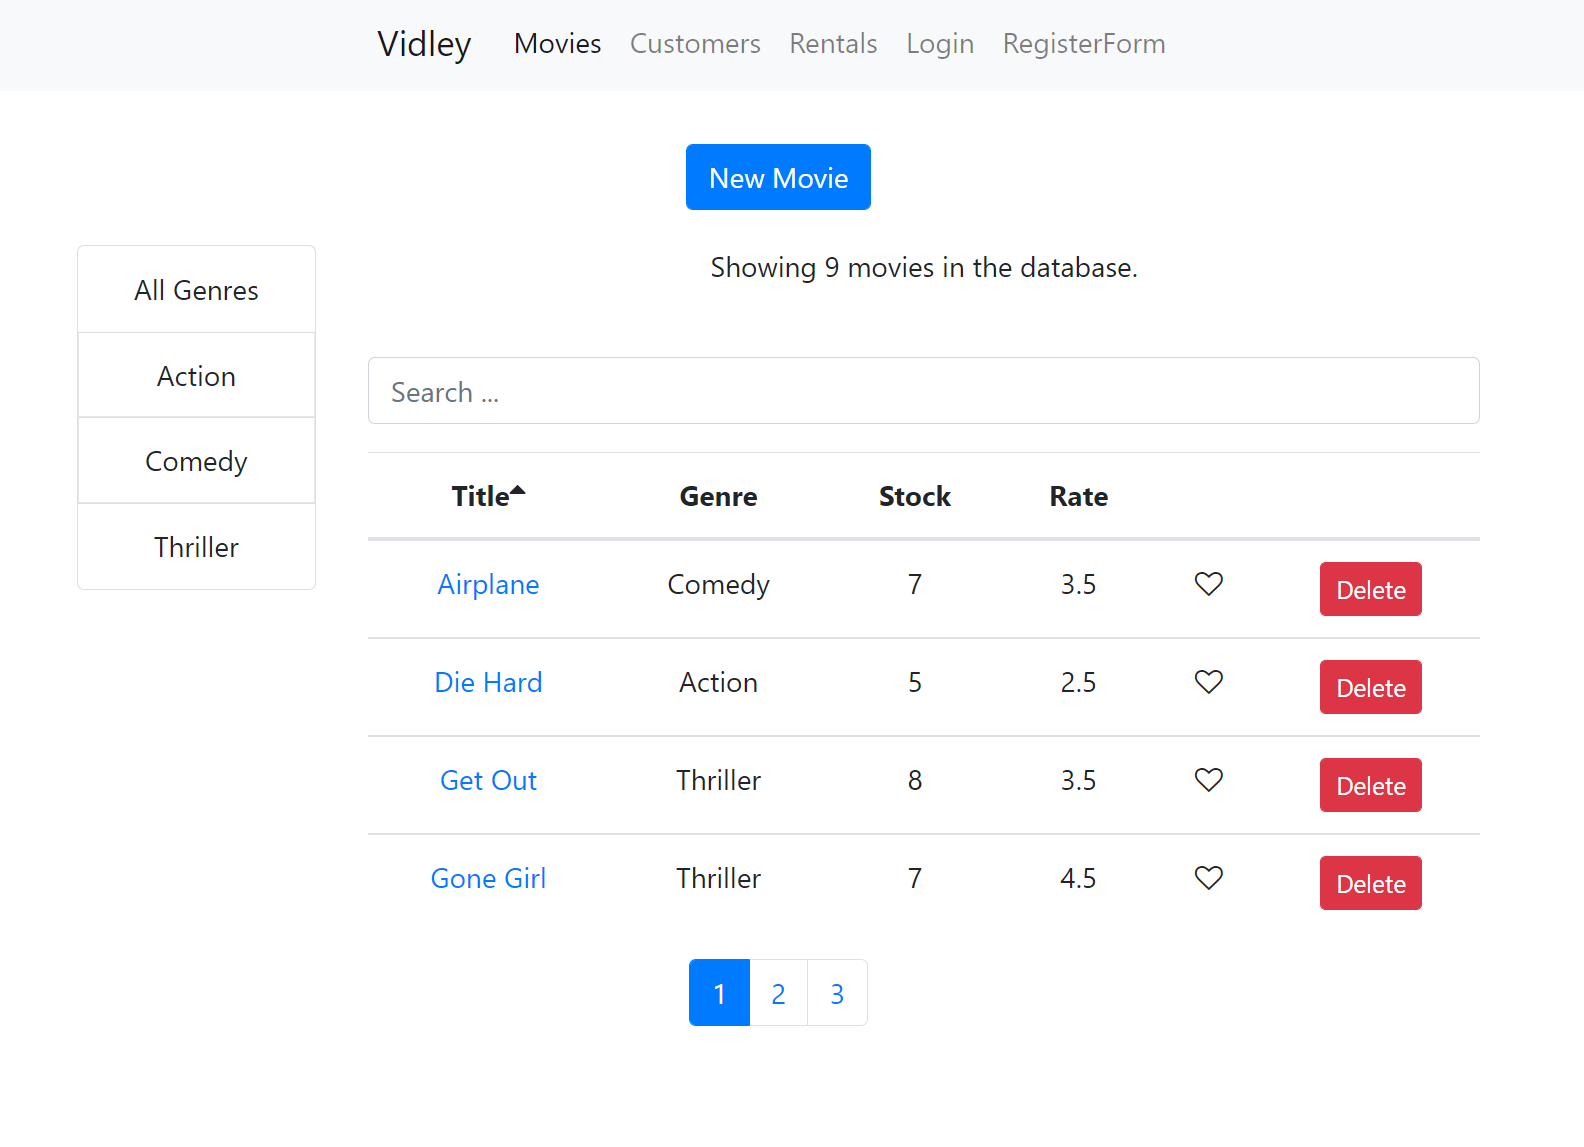 Vidley Movies Customers Rentals Login RegisterForm
New Movie
Showing 9 movies in the database.
All Genres
Action
Comedy
Thriller
Search ...
Title Genre Stock Rate
Airplane Comedy 7 3.5 Delete
Die Hard Action 5 2.5 Delete
Get Out Thriller 8 3.5 Delete
Gone Girl Thriller 7 4.5 Delete
1 2 3